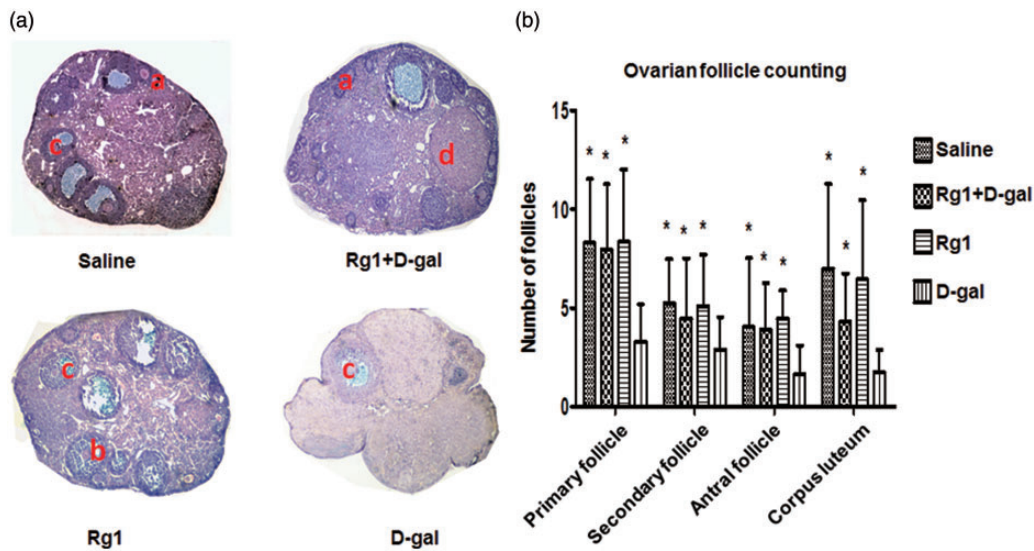 (a)
a
c
Saline
a
d
Rg1+D-gal
c
b
Rg1
c
D-gal
(b)
Ovarian follicle counting
Number of follicles
15
10
5
0
* * *
* * *
* * *
* * *
Primary follicle
Secondary follicle
Antral follicle
Corpus luteum
Saline
Rg1+D-gal
Rg1
D-gal